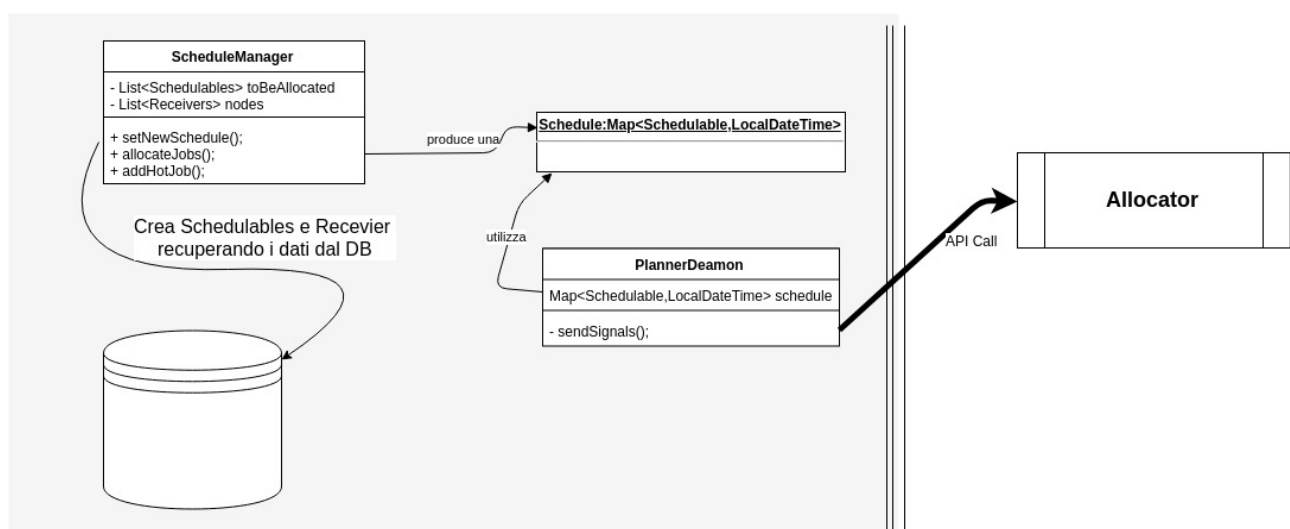 ScheduleManager
- List<Schedulables> toBeAllocated
- List<Receivers> nodes
+ setNewSchedule();
+ allocateJobs();
+ addHotJob();
produce una
Schedule:Map<Schedulable,LocalDateTime>
Crea Schedulables e Recevier
recuperando i dati dal DB
utilizza
PlannerDeamon
Map<Schedulable,LocalDateTime> schedule
- sendSignals();
API Call
Allocator